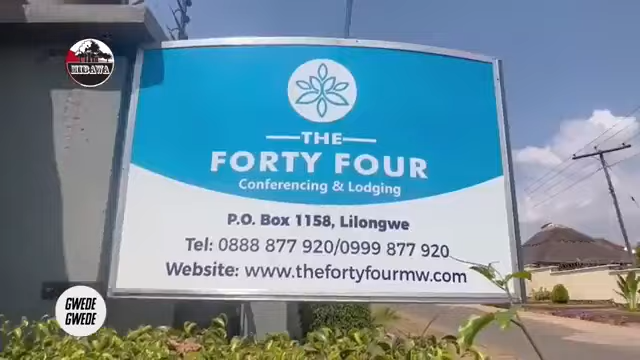 MIBAWA
THE
FORTY FOUR
Conferencing & Lodging
P.O. Box 1158, Lilongwe
Tel: 0888 877 920/0999 877 920
Website: www.thefortyfourmw.com
GWEDE
GWEDE